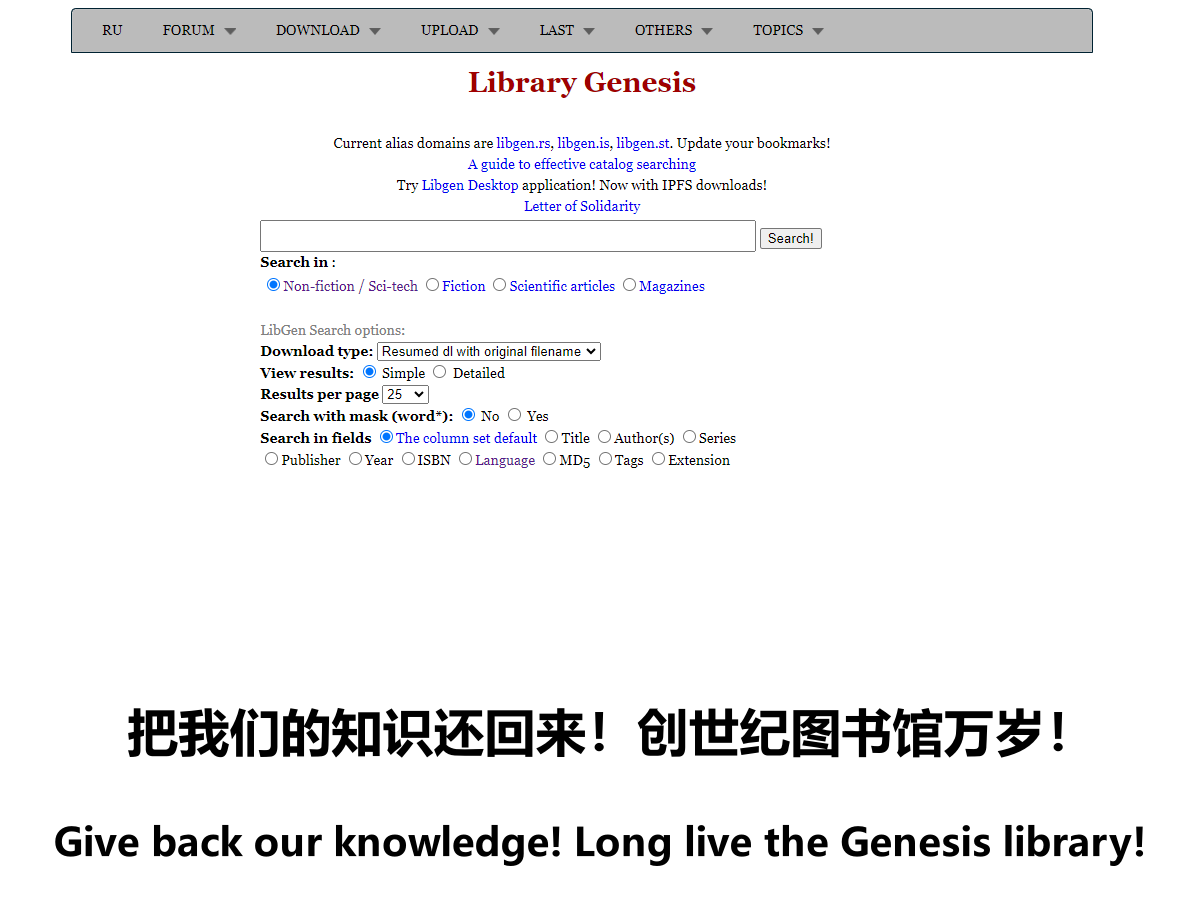 RU FORUM DOWNLOAD UPLOAD LAST OTHERS TOPICS
Library Genesis
Current alias domains are libgen.rs, libgen.is, libgen.st. Update your bookmarks!
A guide to effective catalog searching
Try Libgen Desktop application! Now with IPFS downloads!
Letter of Solidarity
Search!
Search in :
Non-fiction / Sci-tech Fiction Scientific articles Magazines
LibGen Search options:
Download type: Resumed dl with original filename
View results: Simple Detailed
Results per page 25
Search with mask (word*): No Yes
Search in fields The column set default Title Author(s) Series
Publisher Year ISBN Language MD5 Tags Extension
把我们的知识还回来！创世纪图书馆万岁！
Give back our knowledge! Long live the Genesis library!